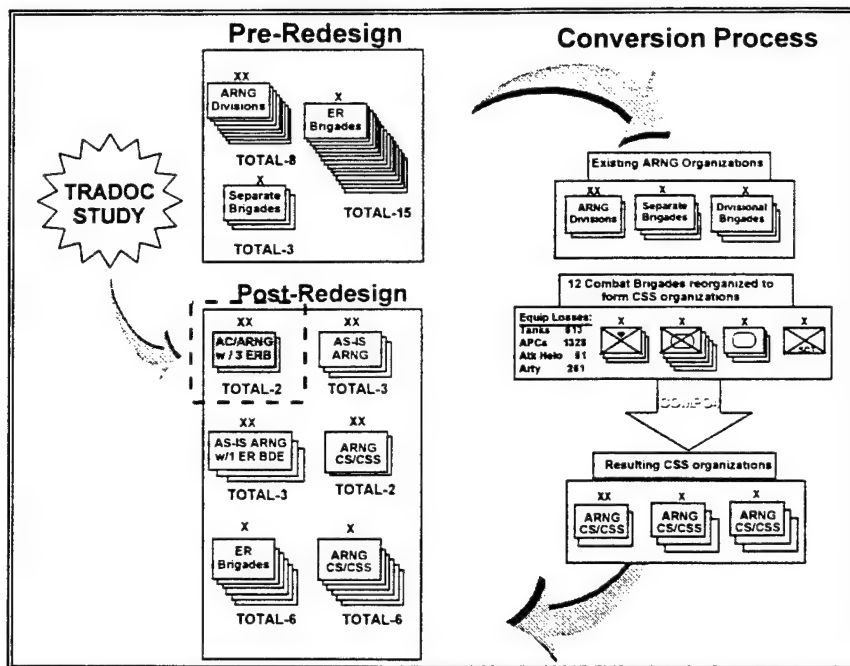 Pre-Redesign
XX
ARNG
Divisions
TOTAL-8
X
ER
Brigades
TOTAL-15
X
Separate
Brigades
TOTAL-3
TRADOC
STUDY
Post-Redesign
XX
AC/ARNG
w/ 3 ERB
TOTAL-2
XX
AS-IS
ARNG
TOTAL-3
XX
AS-IS ARNG
w/1 ER BDE
TOTAL-3
XX
ARNG
CS/CSS
TOTAL-2
X
ER
Brigades
TOTAL-6
X
ARNG
CS/CSS
TOTAL-6
Conversion Process
Existing ARNG Organizations
XX
ARNG
Divisions
X
Separate
Brigades
X
Divisional
Brigades
12 Combat Brigades reorganized to
form CSS organizations
Equip Losses:
Tanks
APCs 1328
Atk Helo
Arty
X
X
X
X
Resulting CSS organizations
XX
ARNG
CS/CSS
X
ARNG
CS/CSS
X
ARNG
CS/CSS